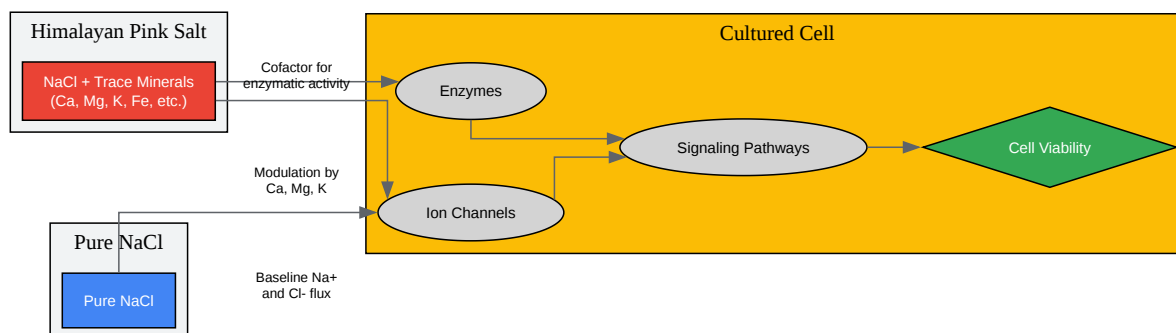 Himalayan Pink Salt
NaCl + Trace Minerals
(Ca, Mg, K, Fe, etc.)
Cofactor for
enzymatic activity
Cultured Cell
Enzymes
Signaling Pathways
Cell Viability
Modulation by
Ca, Mg, K
Ion Channels
Pure NaCl
Pure NaCl
Baseline Na+
and Cl- flux